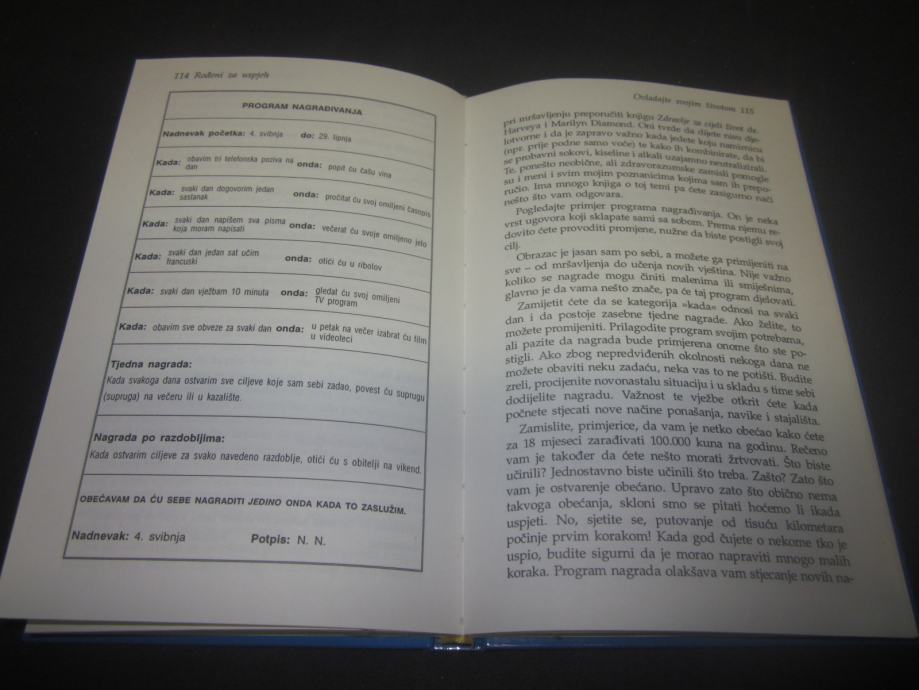 114 Rođeni za uspjeh
PROGRAM NAGRAĐIVANJA
Nadnevak početka: 4. svibnja do: 29. lipnja
Kada: obavim tri telefonska poziva na dan onda: popit ću čašu vina
Kada: svaki dan dogovorim jedan sastanak onda: pročitat ću svoj omiljeni časopis
Kada: svaki dan napišem sva pisma koja moram napisati onda: večerat ću svoje omiljeno jelo
Kada: svaki dan jedan sat učim francuski onda: otići ću u ribolov
Kada: svaki dan vježbam 10 minuta onda: gledat ću svoj omiljeni TV program
Kada: obavim sve obveze za svaki dan onda: u petak na večer izabrat ću film u videoteci
Tjedna nagrada:
Kada svakoga dana ostvarim sve ciljeve koje sam sebi zadao, povest ću suprugu
(supruga) na večeru ili u kazalište.
Nagrada po razdobljima:
Kada ostvarim ciljeve za svako navedeno razdoblje, otići ću s obitelji na vikend.
OBEĆAVAM DA ĆU SEBE NAGRADITI JEDINO ONDA KADA TO ZASLUŽIM.
Nadnevak: 4. svibnja Potpis: N. N.
Ovladajte svojim životom 115
pri mršavljenju preporučiti knjigu Zdravlje za cijeli život dr.
Harveya i Marilyn Diamond. Oni tvrde da dijete nisu dje-
lotvorne i da je zapravo važno kada jedete koju namirnicu
(npr. prije podne samo voće) te kako ih kombinirate, da bi
se probavni sokovi, kiseline i alkali uzajamno neutralizirali.
Te, ponešto neobične, ali zdravorazumske zamisli pomogle
su i meni i svim mojim poznanicima kojima sam ih prepo-
ručio. Ima mnogo knjiga o toj temi pa ćete zasigurno naći
nešto što vam odgovara.
Pogledajte primjer programa nagrađivanja. On je neka
vrst ugovora koji sklapate sami sa sobom. Prema njemu re-
dovito ćete provoditi promjene, nužne da biste postigli svoj
cilj.
Obrazac je jasan sam po sebi, a možete ga primijeniti na
sve – od mršavljenja do učenja novih vještina. Nije važno
koliko se nagrade mogu činiti malenima ili smiješnima,
glavno je da vama nešto znače, pa će taj program djelovati.
Zamijetit ćete da se kategorija »kada« odnosi na svaki
dan i da postoje zasebne tjedne nagrade. Ako želite, to
možete promijeniti. Prilagodite program svojim potrebama,
ali pazite da nagrada bude primjerena onome što ste po-
stigli. Ako zbog nepredviđenih okolnosti nekoga dana ne
možete obaviti neku zadaću, neka vas to ne potišti. Budite
zreli, procijenite novonastalu situaciju i u skladu s time sebi
dodijelite nagradu. Važnost te vježbe otkrit ćete kada
počnete stjecati nove načine ponašanja, navike i stajališta.
Zamislite, primjerice, da vam je netko obećao kako ćete
za 18 mjeseci zarađivati 100.000 kuna na godinu. Rečeno
vam je također da ćete nešto morati žrtvovati. Što biste
učinili? Jednostavno biste učinili što treba. Zašto? Zato što
vam je ostvarenje obećano. Upravo zato što obično nema
takvoga obećanja, skloni smo se pitati hoćemo li ikada
uspjeti. No, sjetite se, putovanje od tisuću kilometara
počinje prvim korakom! Kada god čujete o nekome tko je
uspio, budite sigurni da je morao napraviti mnogo malih
koraka. Program nagrada olakšava vam stjecanje novih na-